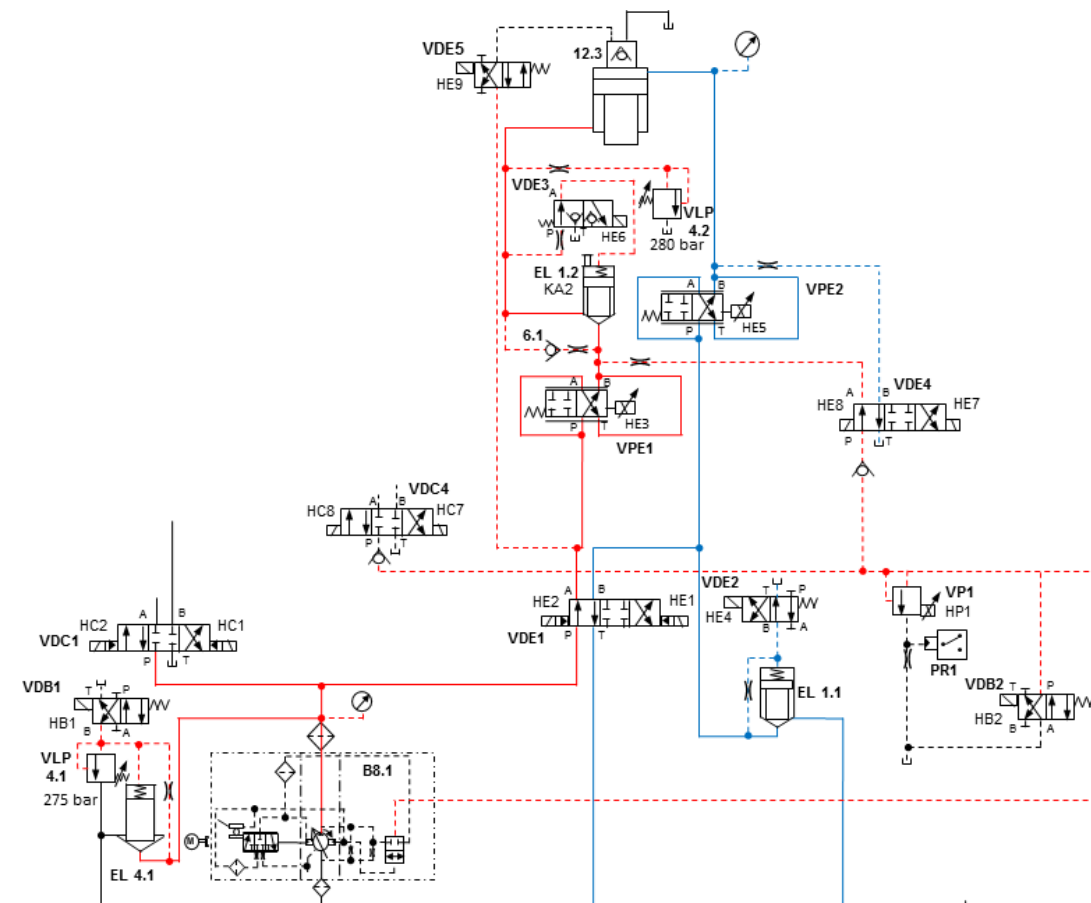 VDE5
HE9
12.3
VDE3
A
P
T
HE6
VLP
4.2
280 bar
EL 1.2
KA2
A
B
VPE2
HE5
P
T
6.1
A
B
HE3
P
T
VPE1
A
B
VDE4
HE8
HE7
P
T
VDC4
A
B
HC8
HC7
P
T
A
B
HC2
HC1
VDC1
P
T
A
B
HE2
HE1
VDE1
P
T
VDE2
T
P
HE4
B
A
VP1
HP1
PR1
EL 1.1
VDB2
T
P
HB2
B
A
VDB1
T
P
HB1
B
A
VLP
4.1
275 bar
EL 4.1
B8.1
M